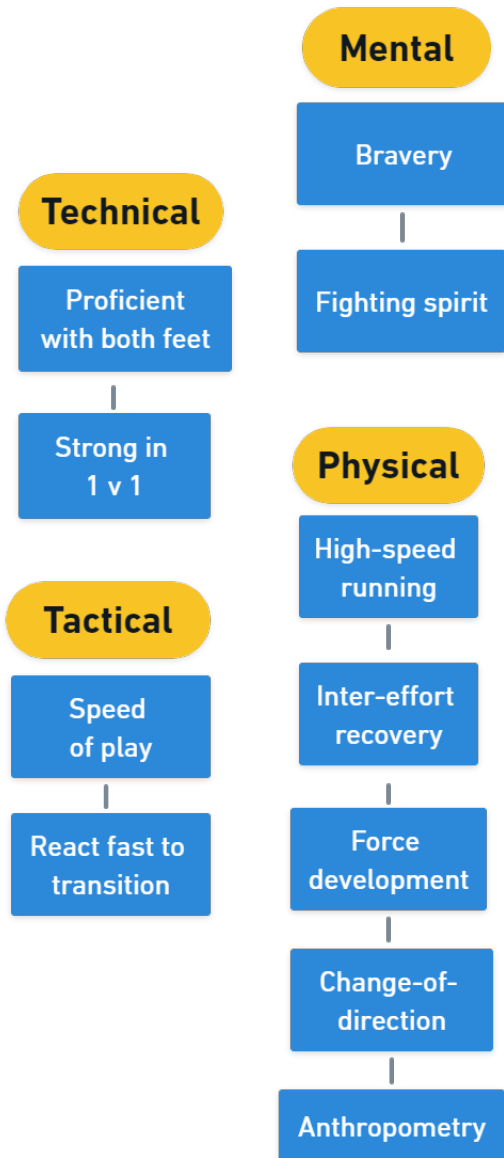 Mental
Bravery
Fighting spirit
Technical
Proficient
with both feet
Strong in
1 v 1
Physical
High-speed
running
Inter-effort
recovery
Force
development
Change-of-
direction
Anthropometry
Tactical
Speed
of play
React fast to
transition